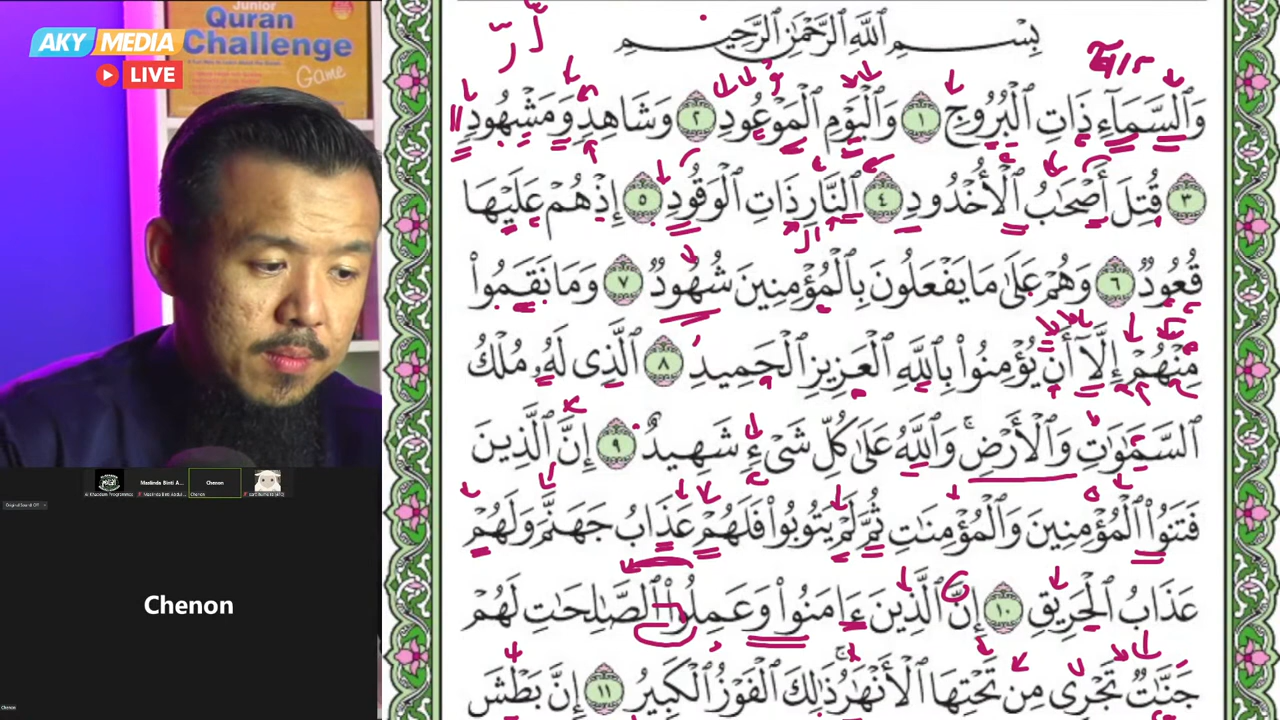 AKY MEDIA
LIVE
Junior
Quran
Challenge
Game
Maslinda Binti A...
Chenon
Chenon
Chenon
بِسْمِ ٱللَّهِ ٱلرَّحْمَٰنِ ٱلرَّحِيمِ
وَٱلسَّمَآءِ ذَاتِ ٱلْبُرُوجِ ١ وَٱلْيَوْمِ ٱلْمَوْعُودِ ٢ وَشَاهِدٍ وَمَشْهُودٍ
٣ قُتِلَ أَصْحَٰبُ ٱلْأُخْدُودِ ٤ ٱلنَّارِ ذَاتِ ٱلْوَقُودِ ٥ إِذْ هُمْ عَلَيْهَا
قُعُودٌ ٦ وَهُمْ عَلَىٰ مَا يَفْعَلُونَ بِٱلْمُؤْمِنِينَ شُهُودٌ ٧ وَمَا نَقَمُوا۟
مِنْهُمْ إِلَّآ أَن يُؤْمِنُوا۟ بِٱللَّهِ ٱلْعَزِيزِ ٱلْحَمِيدِ ٨ ٱلَّذِى لَهُۥ مُلْكُ
ٱلسَّمَٰوَٰتِ وَٱلْأَرْضِ ۚ وَٱللَّهُ عَلَىٰ كُلِّ شَىْءٍ شَهِيدٌ ٩ إِنَّ ٱلَّذِينَ
فَتَنُوا۟ ٱلْمُؤْمِنِينَ وَٱلْمُؤْمِنَٰتِ ثُمَّ لَمْ يَتُوبُوا۟ فَلَهُمْ عَذَابُ جَهَنَّمَ وَلَهُمْ
عَذَابُ ٱلْحَرِيقِ ١٠ إِنَّ ٱلَّذِينَ ءَامَنُوا۟ وَعَمِلُوا۟ ٱلصَّٰلِحَٰتِ لَهُمْ
جَنَّٰتٌ تَجْرِى مِن تَحْتِهَا ٱلْأَنْهَٰرُ ۚ ذَٰلِكَ ٱلْفَوْزُ ٱلْكَبِيرُ ١١ إِنَّ بَطْشَ